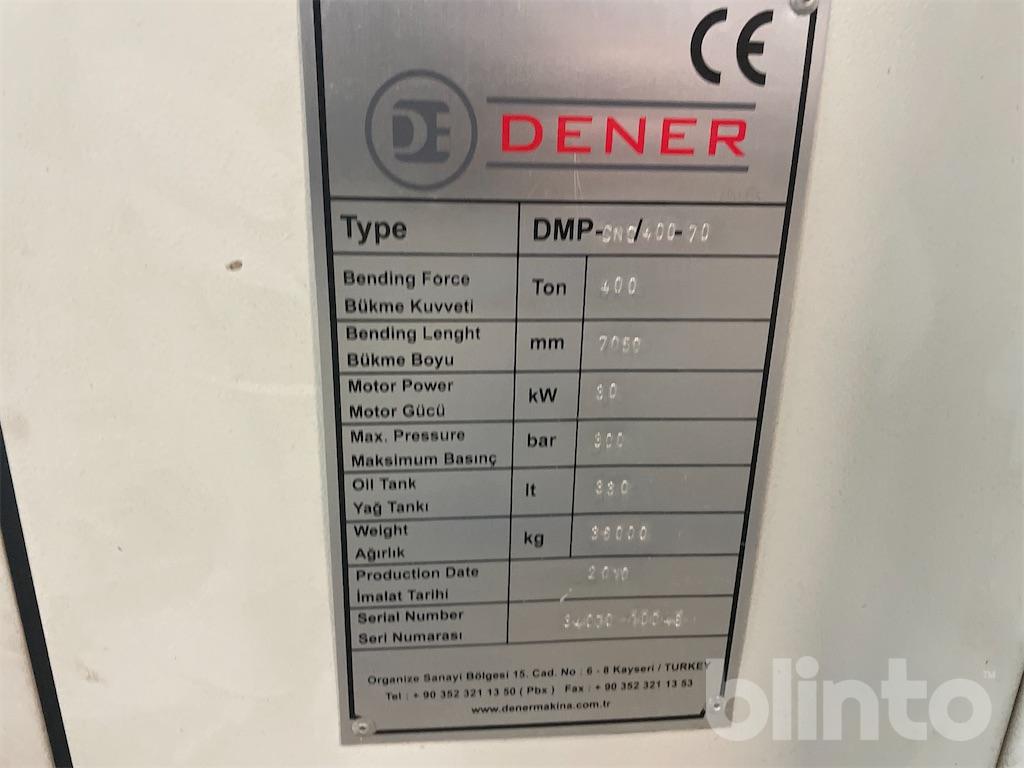 CE
DE DENER
Type DMP-CNC/400-70
Bending Force
Bükme Kuvveti
Ton 400
Bending Lenght
Bükme Boyu
mm 7050
Motor Power
Motor Gücü
kW 30
Max. Pressure
Maksimum Basınç
bar 300
Oil Tank
Yağ Tankı
lt 330
Weight
Ağırlık
kg 36000
Production Date
İmalat Tarihi
2010
Serial Number
Seri Numarası
Organize Sanayi Bölgesi 15. Cad. No : 6 - 8 Kayseri / TURKEY
Tel : + 90 352 321 13 50 ( Pbx ) Fax : + 90 352 321 13 53
www.denermakina.com.tr
blinto™